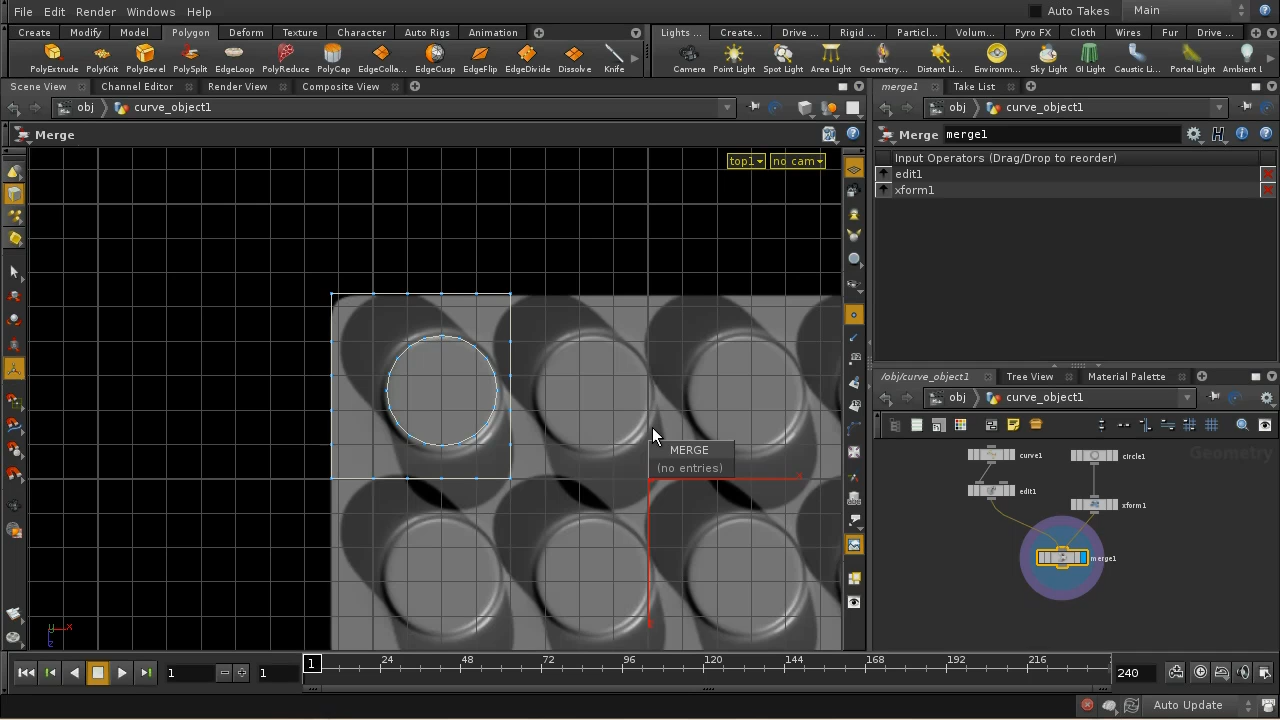 File Edit Render Windows Help Auto Takes Main
Create Modify Model Polygon Deform Texture Character Auto Rigs Animation Lights ... Create... Drive ... Rigid ... Particl... Volum... Pyro FX Cloth Wires Fur Drive ...
PolyExtrude PolyKnit PolyBevel PolySplit EdgeLoop PolyReduce PolyCap EdgeColla... EdgeCusp EdgeFlip EdgeDivide Dissolve Knife Camera Point Light Spot Light Area Light Geometry... Distant Li... Environm... Sky Light GI Light Caustic Li... Portal Light Ambient L
Scene View Channel Editor Render View Composite View merge1 Take List
obj curve_object1 obj curve_object1
Merge Merge merge1
top1 no cam
Input Operators (Drag/Drop to reorder)
edit1
xform1
/obj/curve_object1 Tree View Material Palette
obj curve_object1
Geometry
curve1 circle1
edit1
xform1
merge1
MERGE
(no entries)
x
y x
z
1 1 1 24 48 72 96 120 144 168 192 216 240
Auto Update